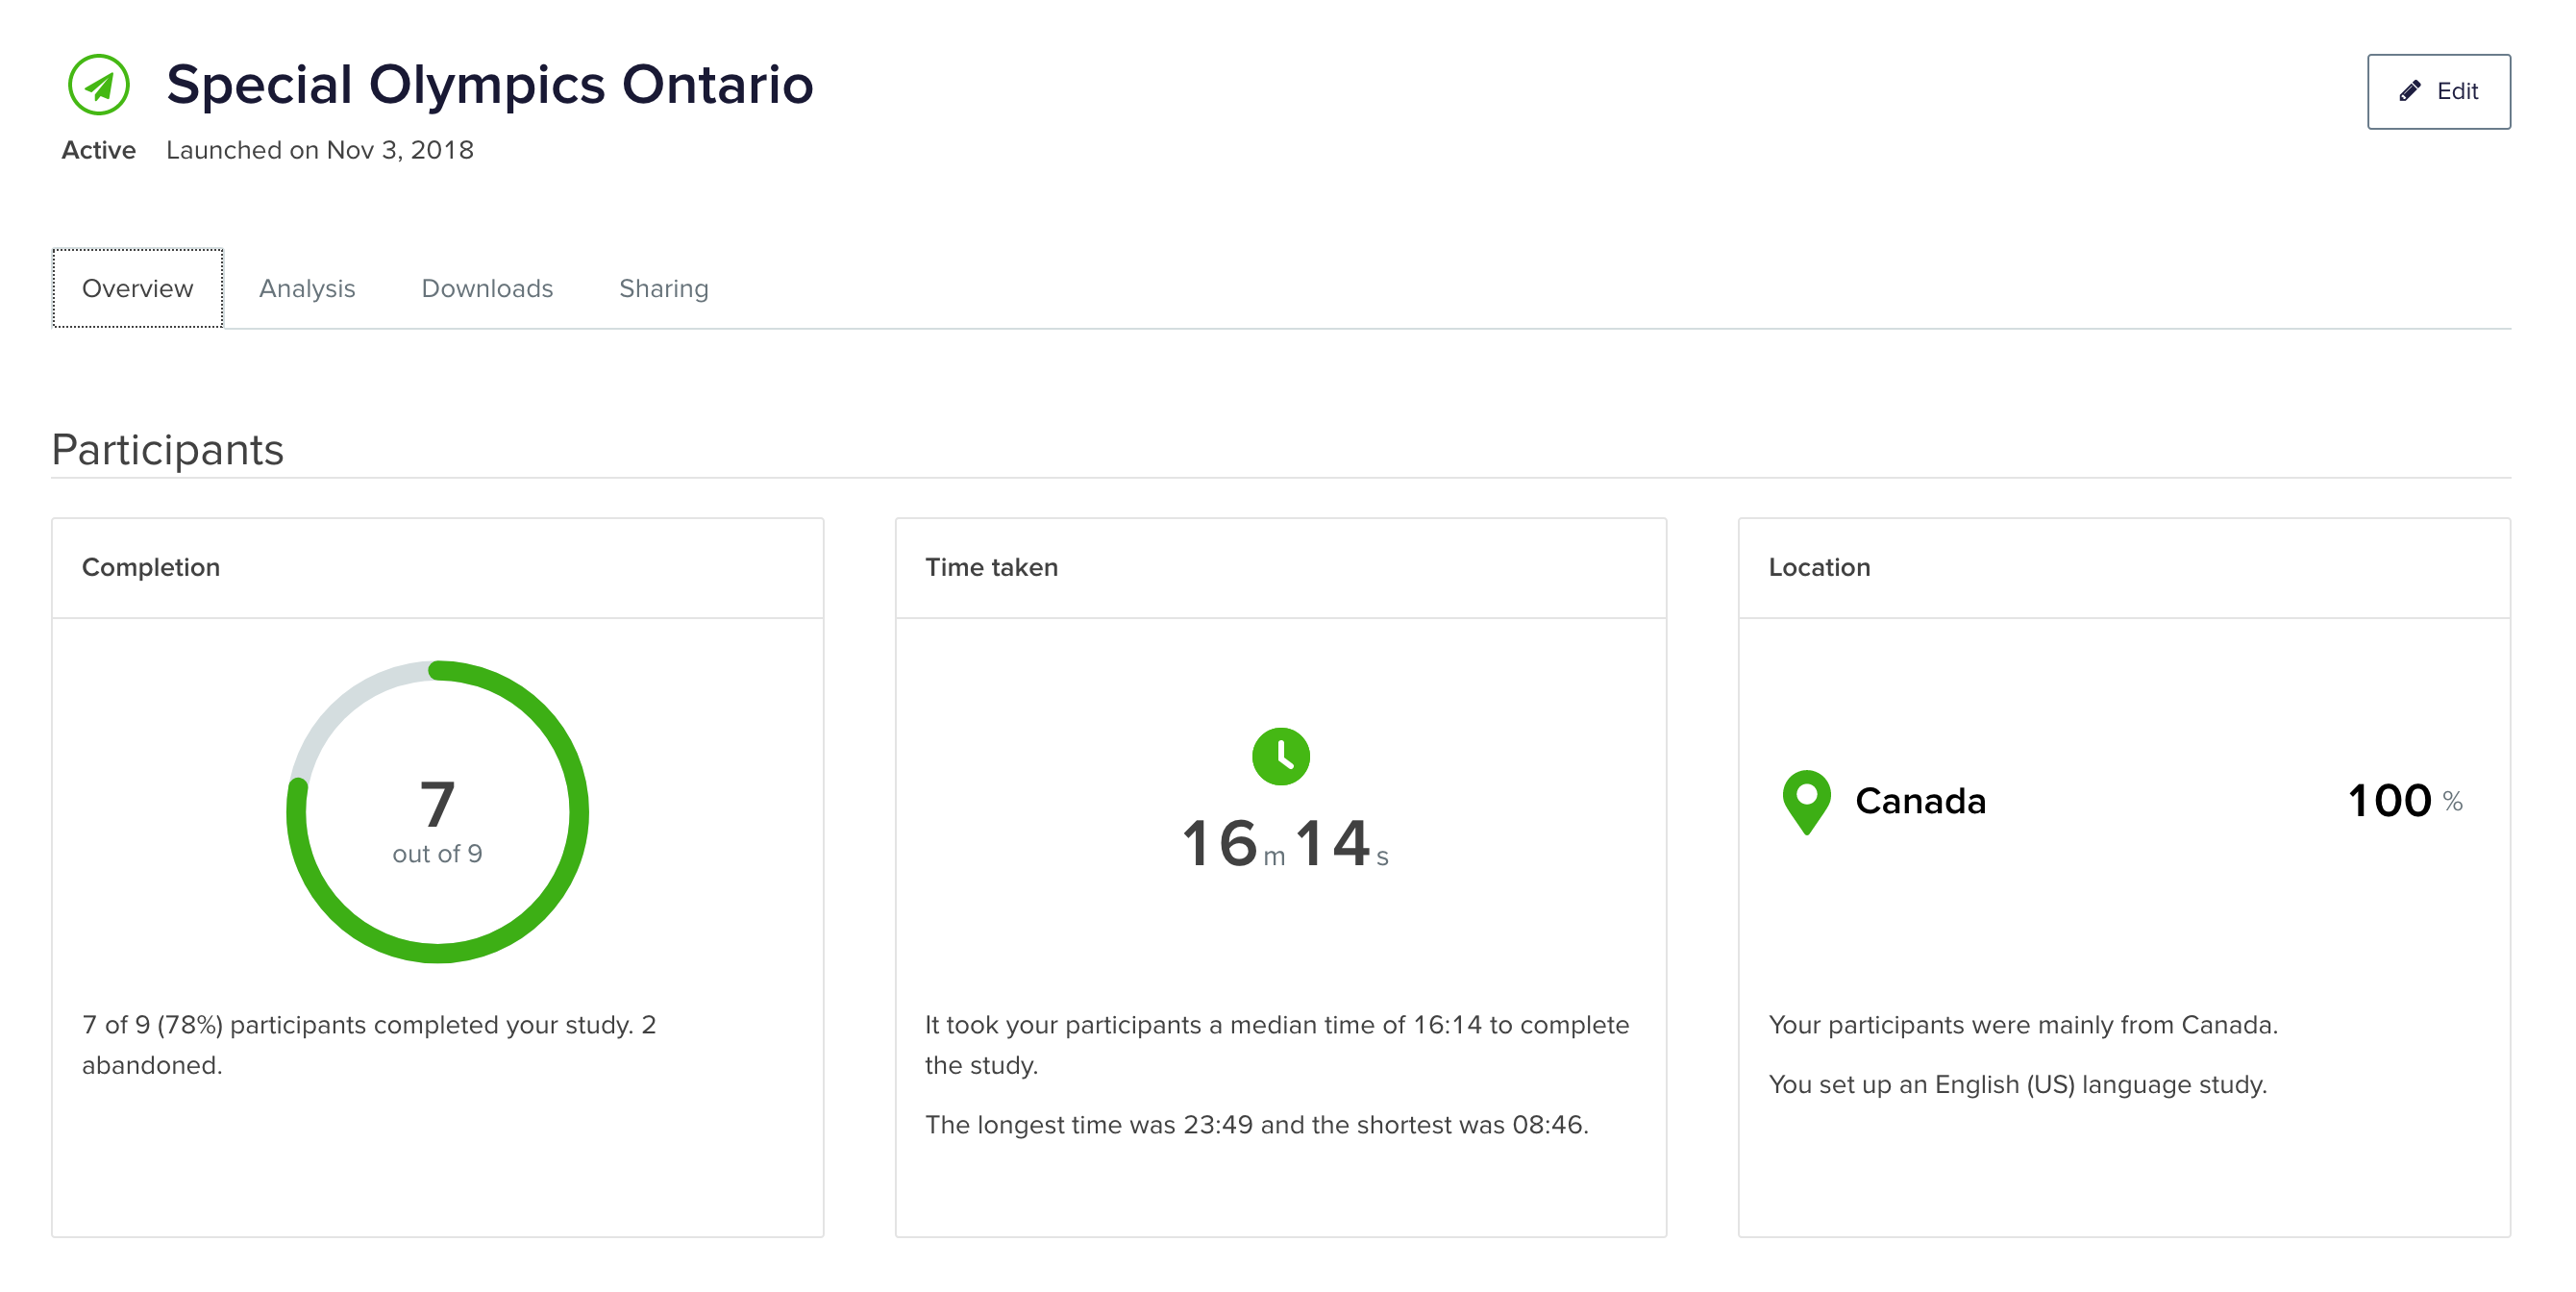 Special Olympics Ontario
Edit
Active
Launched on Nov 3, 2018
Overview
Analysis
Downloads
Sharing
Participants
Completion
7
out of 9
7 of 9 (78%) participants completed your study. 2
abandoned.
Time taken
16 m 14 s
It took your participants a median time of 16:14 to complete
the study.
The longest time was 23:49 and the shortest was 08:46.
Location
Canada
100 %
Your participants were mainly from Canada.
You set up an English (US) language study.